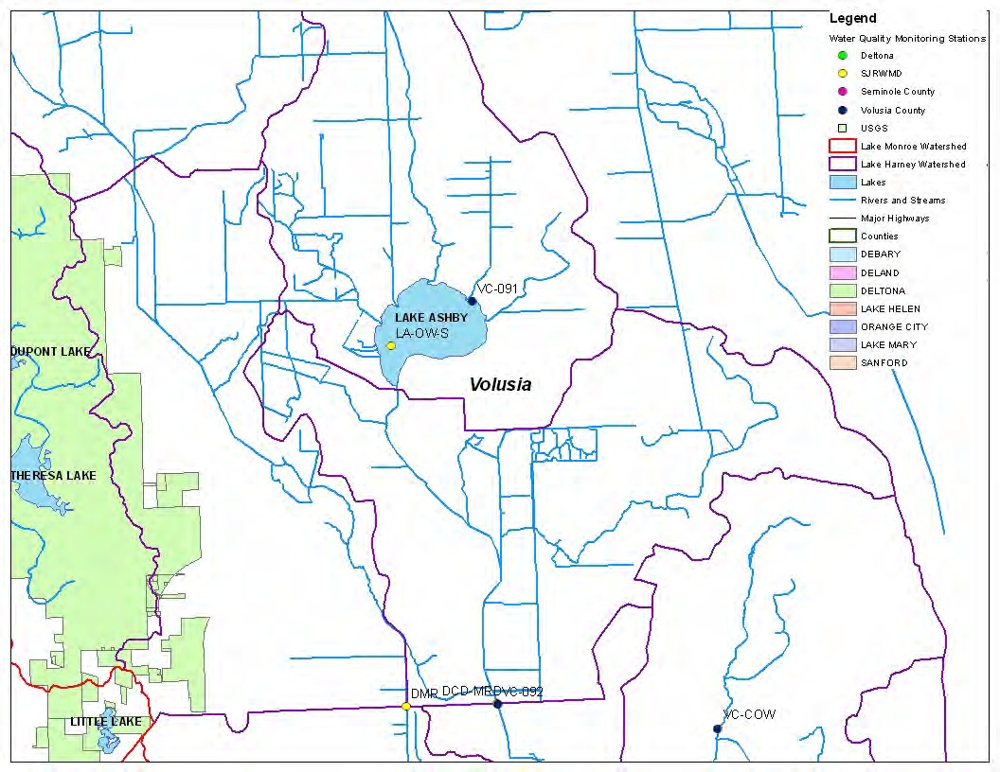 Legend
Water Quality Monitoring Stations
Deltona
SJRWMD
Seminole County
Volusia County
USGS
Lake Monroe Watershed
Lake Harney Watershed
Lakes
Rivers and Streams
Major Highways
Counties
DEBARY
DELAND
DELTONA
LAKE HELEN
ORANGE CITY
LAKE MARY
SANFORD
VC-091
LAKE ASHBY
LA-OW-S
DUPONT LAKE
Volusia
THERESA LAKE
DMR DCD-MRD VC-092
LITTLE LAKE
VC-COW